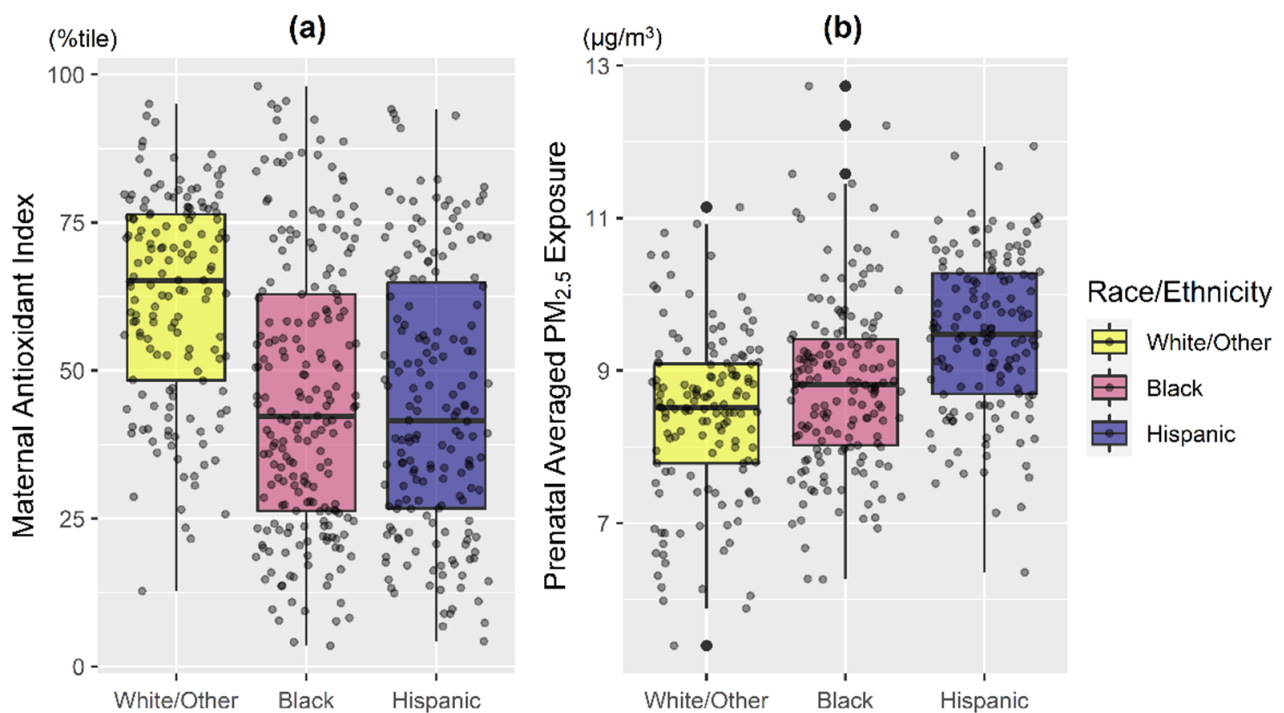 (a)
(%tile)
Maternal Antioxidant Index
100
75
50
25
0
White/Other
Black
Hispanic
(b)
(μg/m³)
Prenatal Averaged PM₂.₅ Exposure
13
11
9
7
White/Other
Black
Hispanic
Race/Ethnicity
White/Other
Black
Hispanic